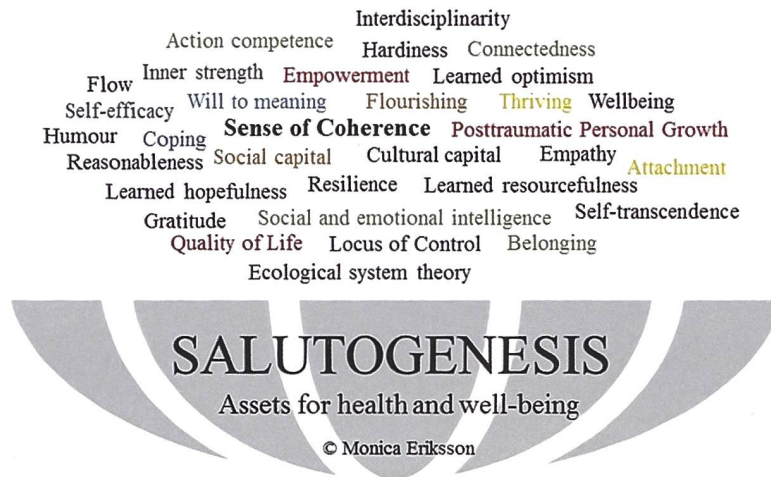 Interdisciplinarity
Action competence Hardiness Connectedness
Flow Inner strength Empowerment Learned optimism
Self-efficacy Will to meaning Flourishing Thriving Wellbeing
Humour Coping Sense of Coherence Posttraumatic Personal Growth
Reasonableness Social capital Cultural capital Empathy Attachment
Learned hopefulness Resilience Learned resourcefulness
Gratitude Social and emotional intelligence Self-transcendence
Quality of Life Locus of Control Belonging
Ecological system theory
SALUTOGENESIS
Assets for health and well-being
© Monica Eriksson